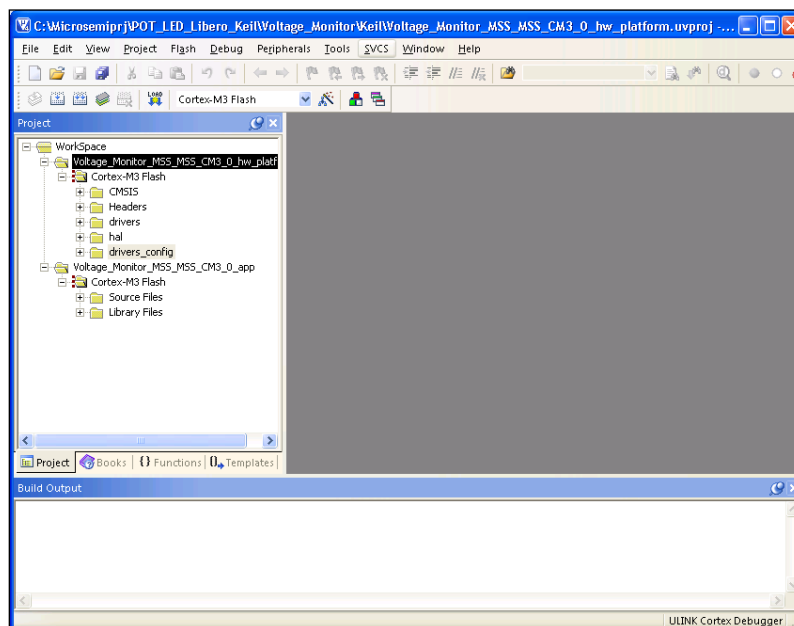 C:\Microsemiprj\POT_LED_Libero_Keil\Voltage_Monitor\Keil\Voltage_Monitor_MSS_MSS_CM3_0_hw_platform.uvproj -...
File Edit View Project Flash Debug Peripherals Tools SVCS Window Help
LOAD Cortex-M3 Flash
Project
WorkSpace
Voltage_Monitor_MSS_MSS_CM3_0_hw_platf
Cortex-M3 Flash
CMSIS
Headers
drivers
hal
drivers_config
Voltage_Monitor_MSS_MSS_CM3_0_app
Cortex-M3 Flash
Source Files
Library Files
Project Books {} Functions Templates
Build Output
ULINK Cortex Debugger